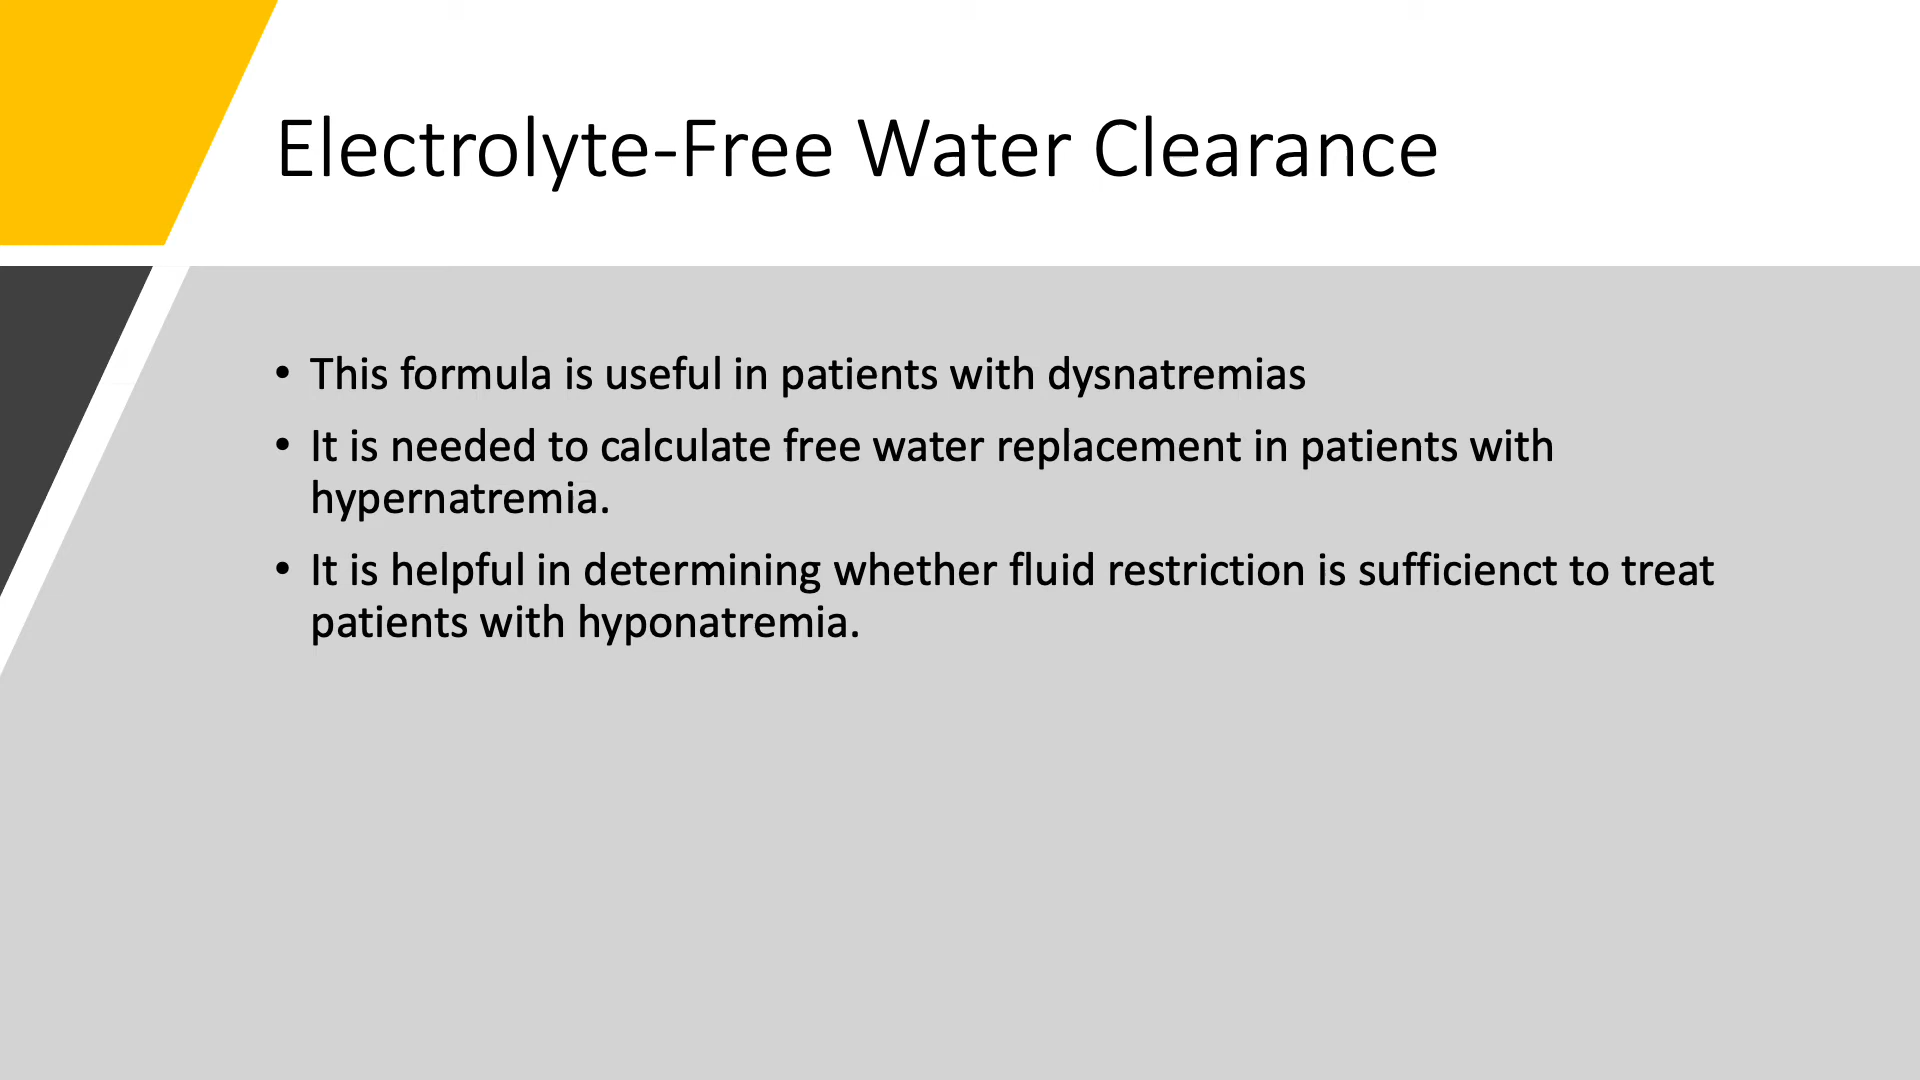 Electrolyte-Free Water Clearance
• This formula is useful in patients with dysnatremias
• It is needed to calculate free water replacement in patients with
hypernatremia.
• It is helpful in determining whether fluid restriction is sufficienct to treat
patients with hyponatremia.